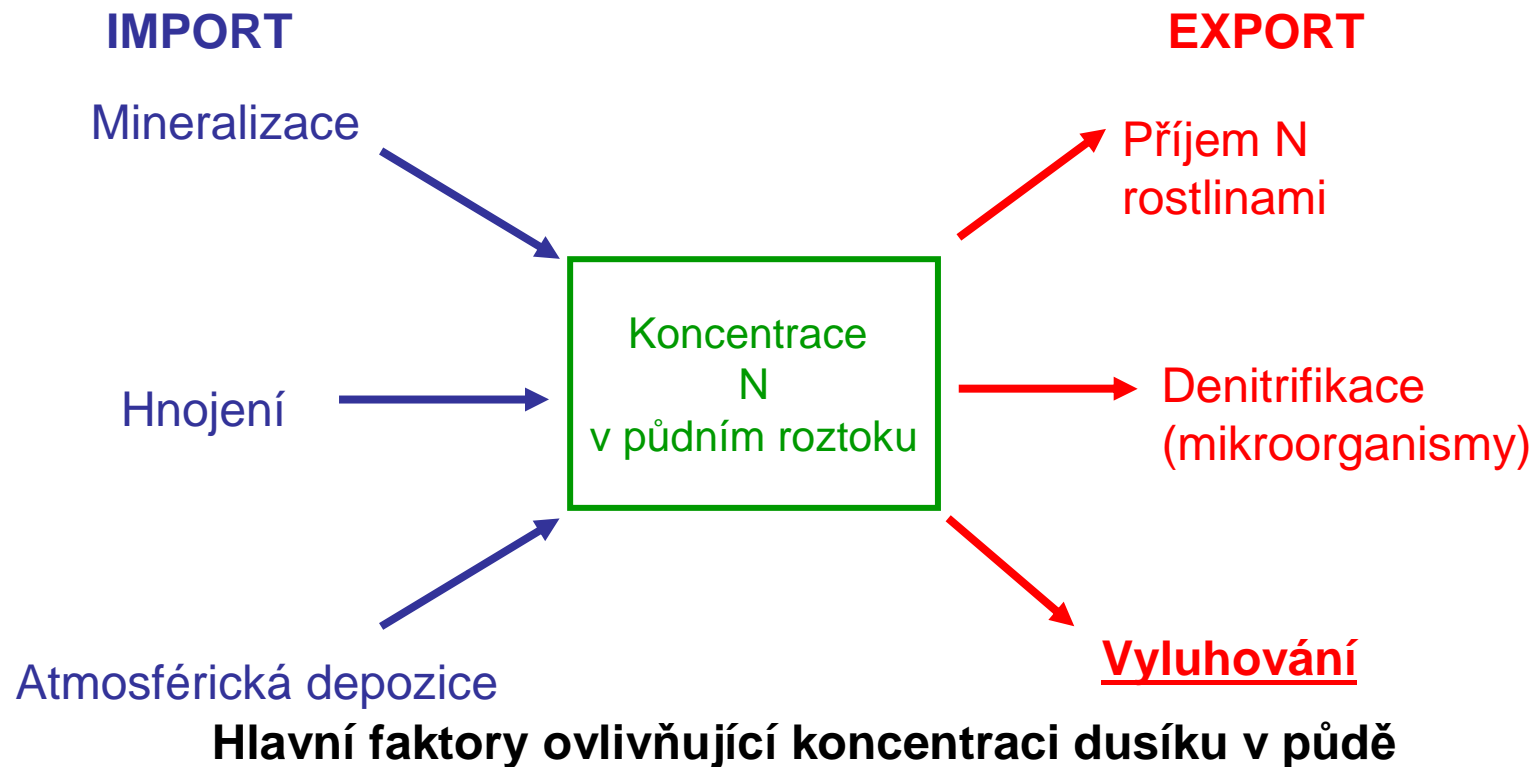 IMPORT
EXPORT
Mineralizace
Příjem N
rostlinami
Koncentrace
N
v půdním roztoku
Hnojení
Denitrifikace
(mikroorganismy)
Atmosférická depozice
Vyluhování
Hlavní faktory ovlivňující koncentraci dusíku v půdě